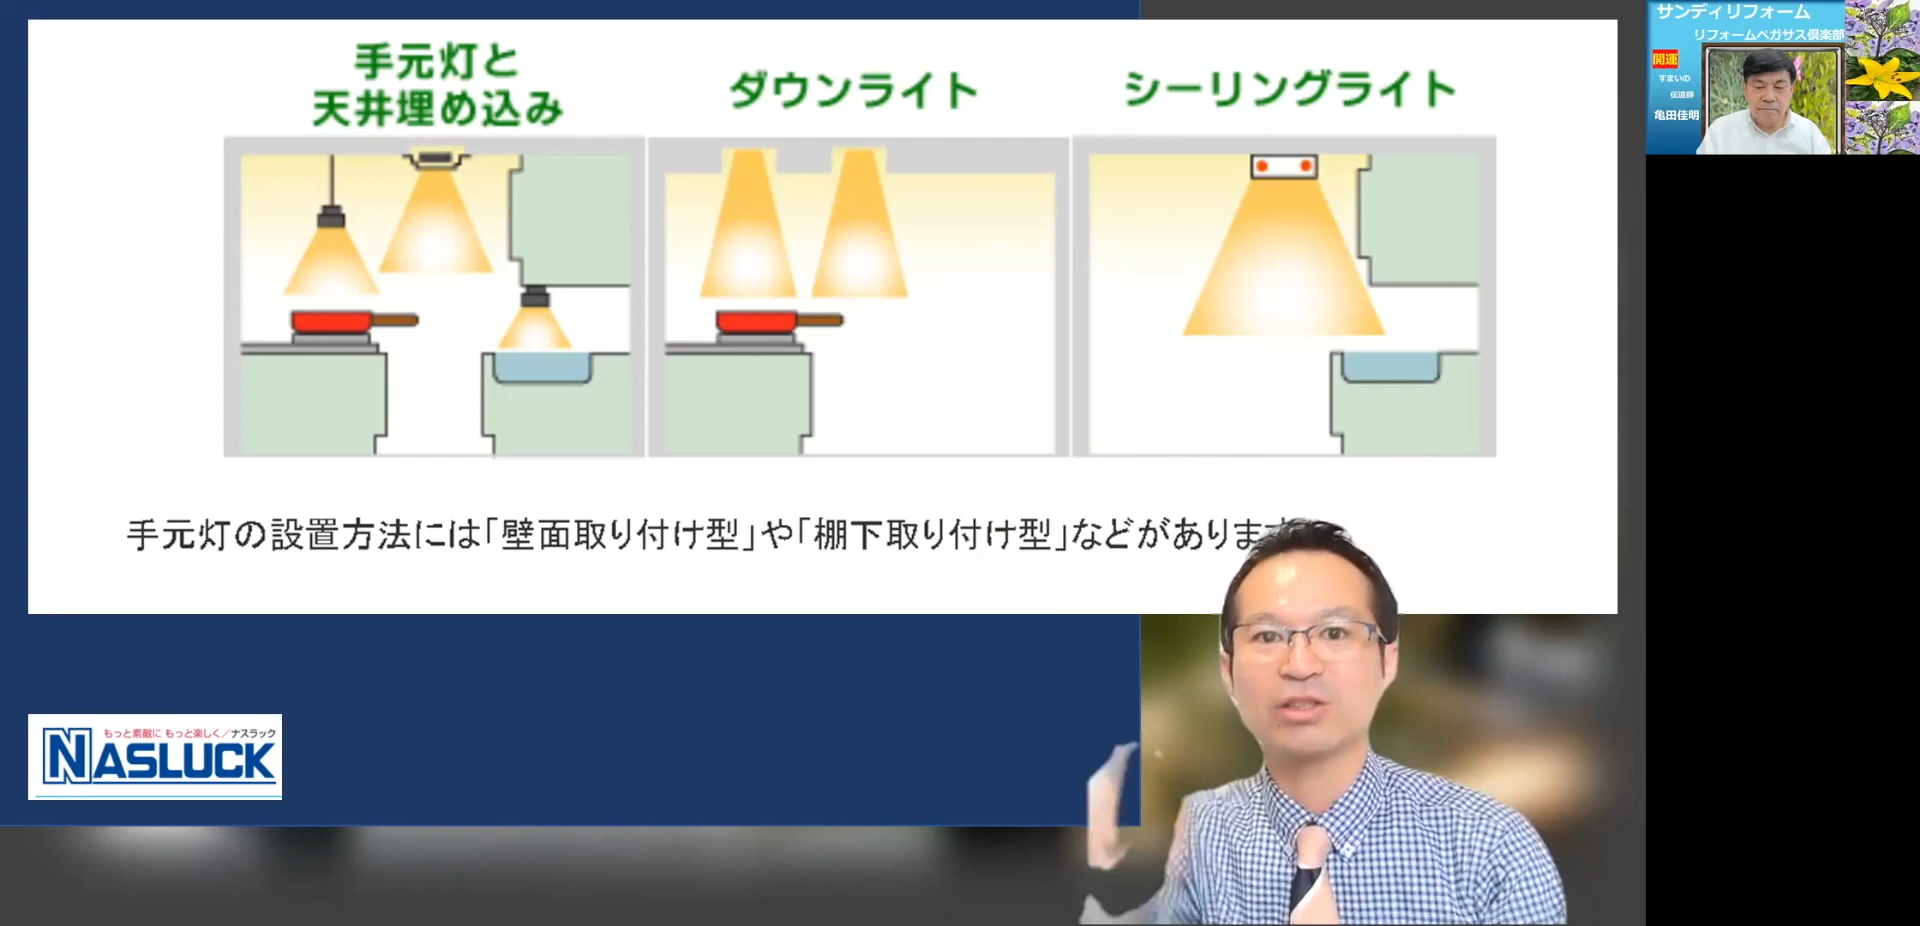 手元灯と
天井埋め込み
ダウンライト
シーリングライト
手元灯の設置方法には「壁面取り付け型」や「棚下取り付け型」などがあります
もっと素敵に もっと楽しく／ナスラック
NASLUCK
サンディリフォーム
リフォームペガサス倶楽部
開運
すまいの
伝道師
亀田佳明